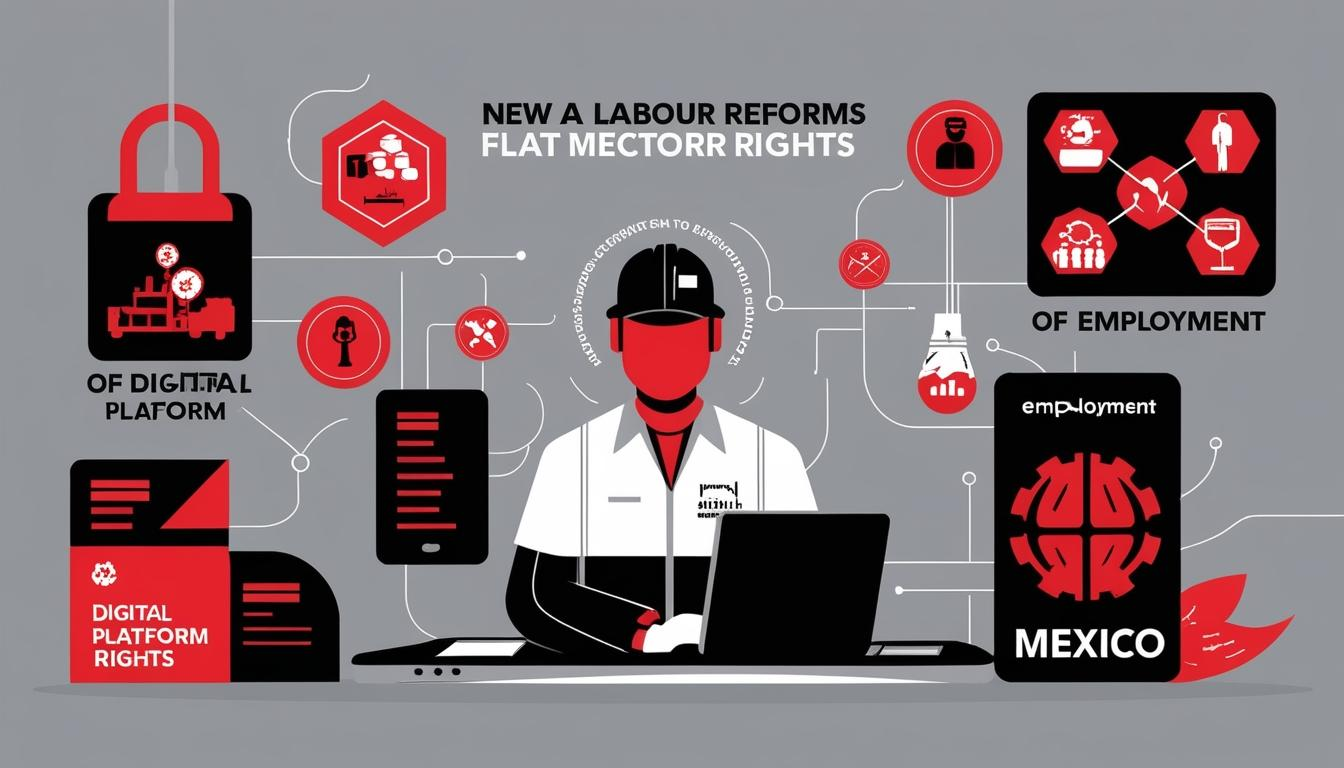 NEW A LABOUR REFORMS
FLAT MECTORR RIGHTS
OF EMPLOYMENT
OF DIGITAL
PLAFORM
employment
DIGITAL
PLATFORM
RIGHTS
MEXICO